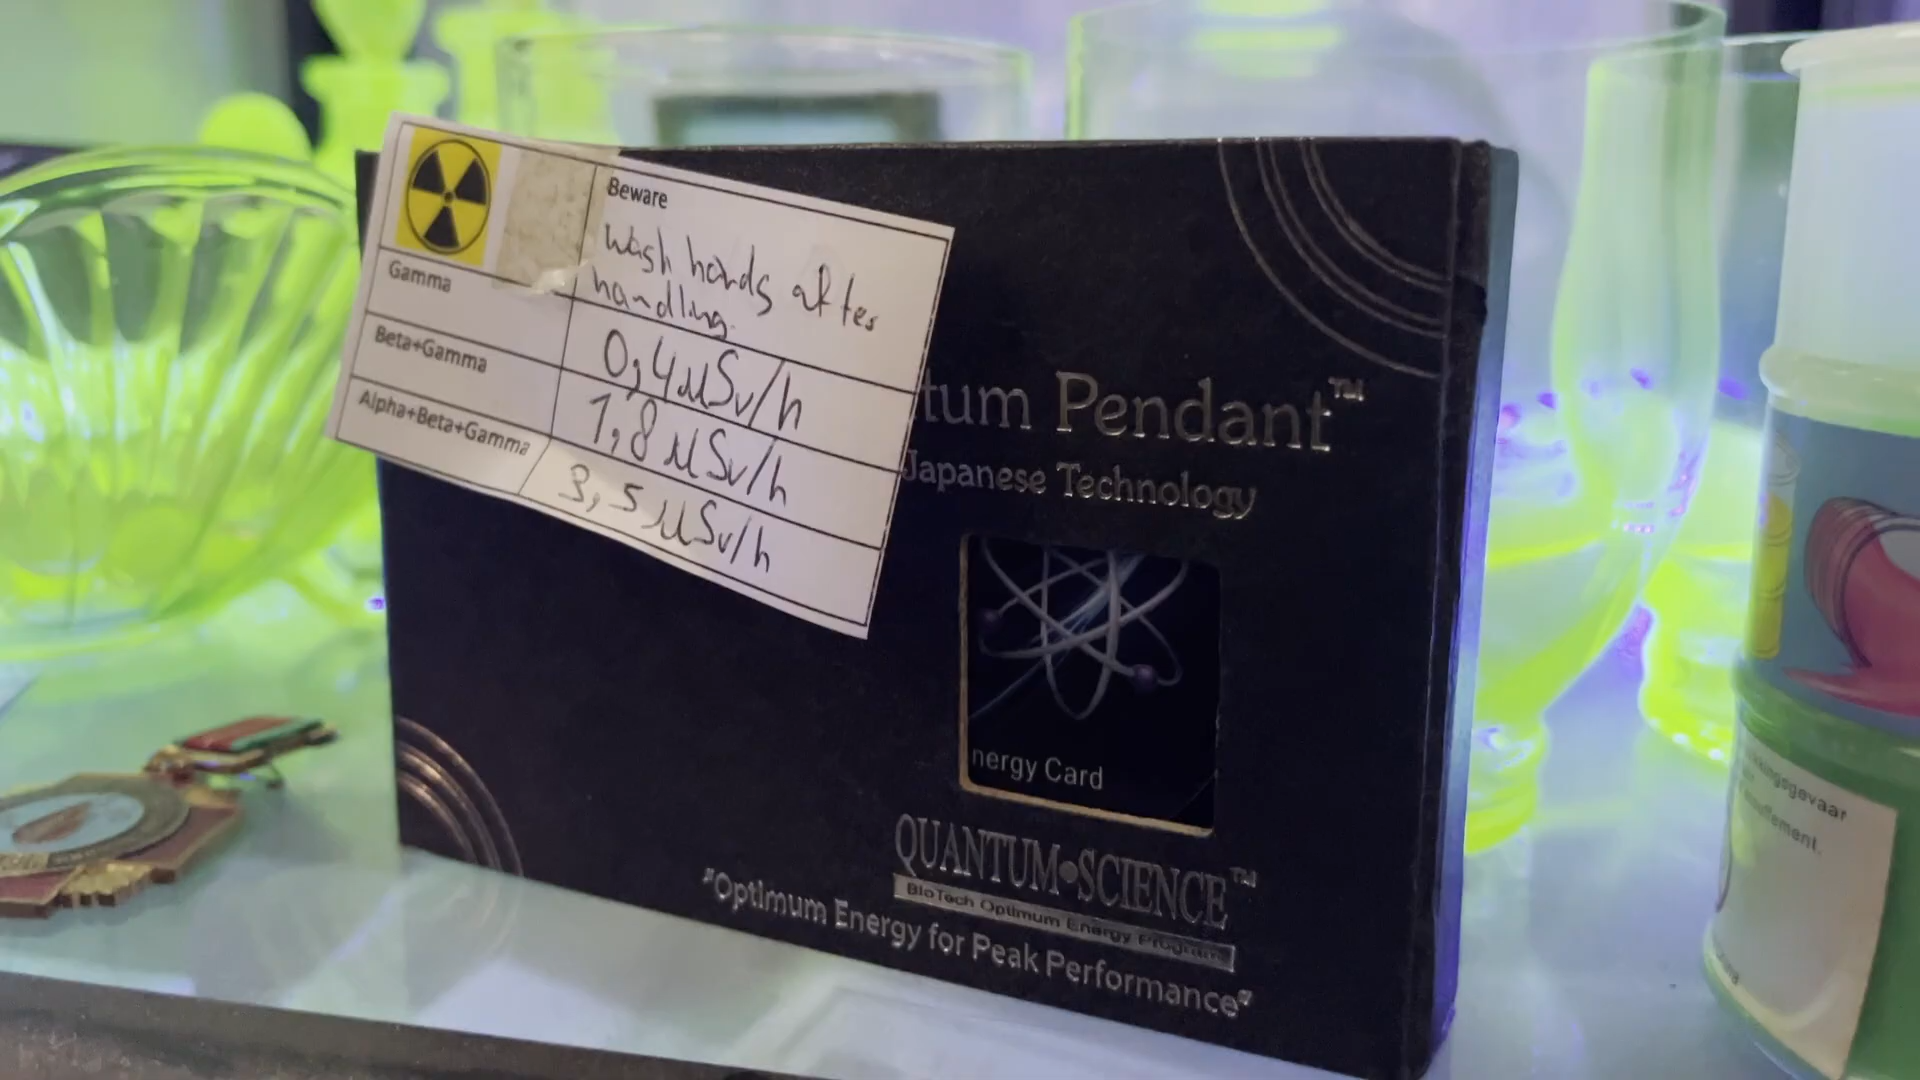 Beware
Wash hands after
handling.
Gamma
0,4 µSv/h
Beta+Gamma
1,8 µSv/h
Alpha+Beta+Gamma
3,5 µSv/h
tum Pendant™
Japanese Technology
nergy Card
QUANTUM•SCIENCE™
BioTech Optimum Energy Program
"Optimum Energy for Peak Performance"
kkingsgevaar